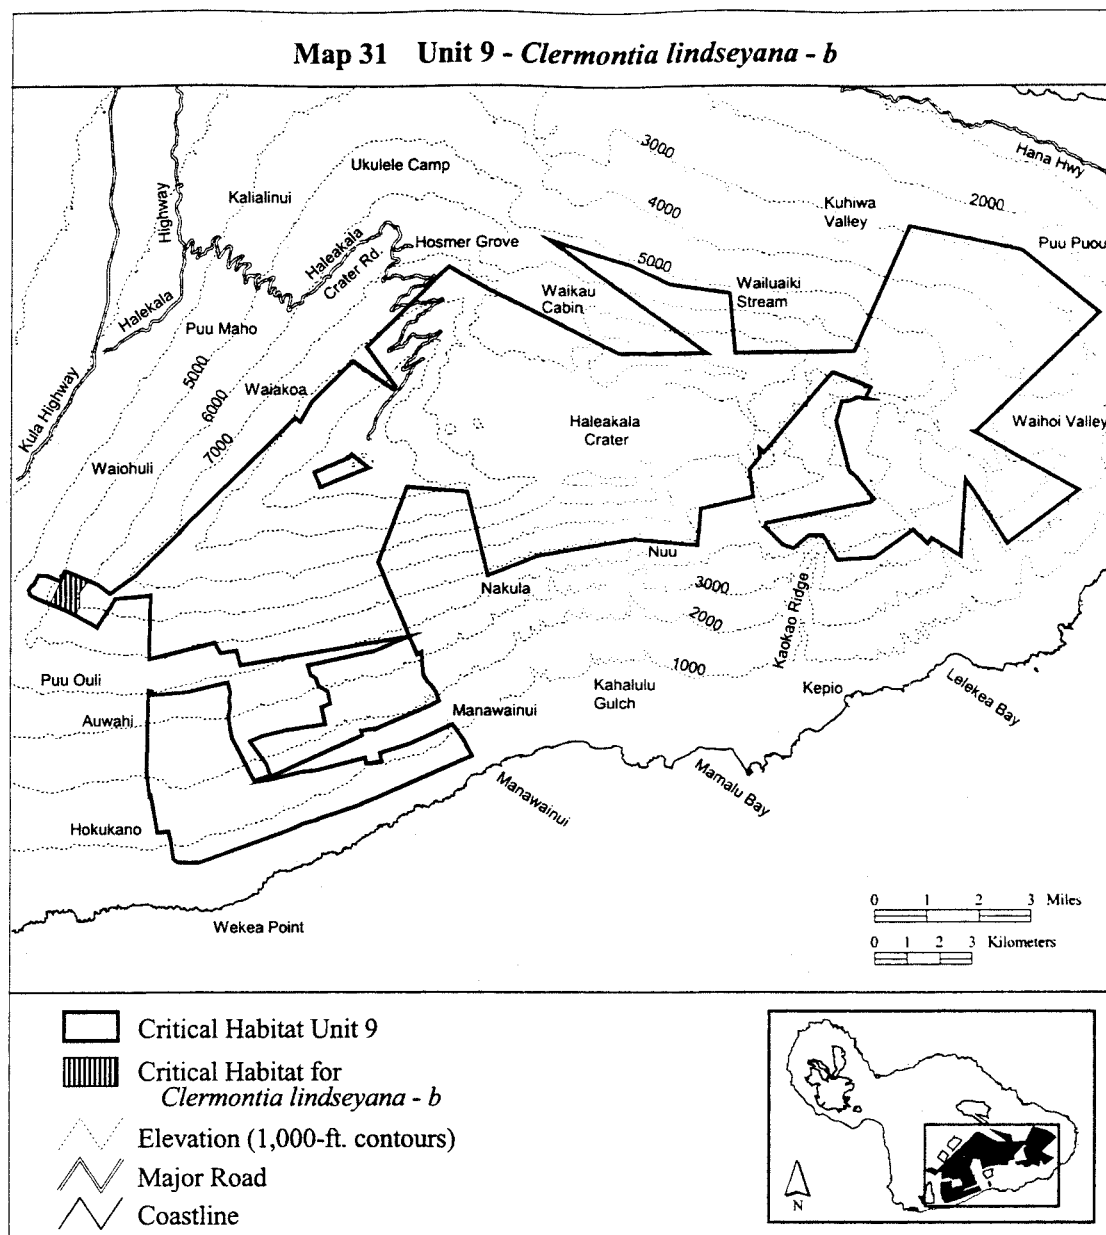 Map 31 Unit 9 - Clermontia lindseyana - b
3000
Hana Hwy
Ukulele Camp
Kalialinui
Highway
4000
Kuhiwa
Valley
2000
Haleakala
Crater Rd.
Hosmer Grove
Puu Puou
5000
Waikau
Cabin
Wailuaiki
Stream
Halekala
Puu Maho
5000
6000
7000
Waiakoa
Kula Highway
Haleakala
Crater
Waihoi Valley
Waiohuli
Nuu
Nakula
3000
2000
1000
Kaokao Ridge
Puu Ouli
Auwahi
Kahalulu
Gulch
Kepio
Lelekea Bay
Manawainui
Manawainui
Mamalu Bay
Hokukano
Wekea Point
0 1 2 3 Miles
0 1 2 3 Kilometers
Critical Habitat Unit 9
Critical Habitat for
Clermontia lindseyana - b
Elevation (1,000-ft. contours)
Major Road
Coastline
N